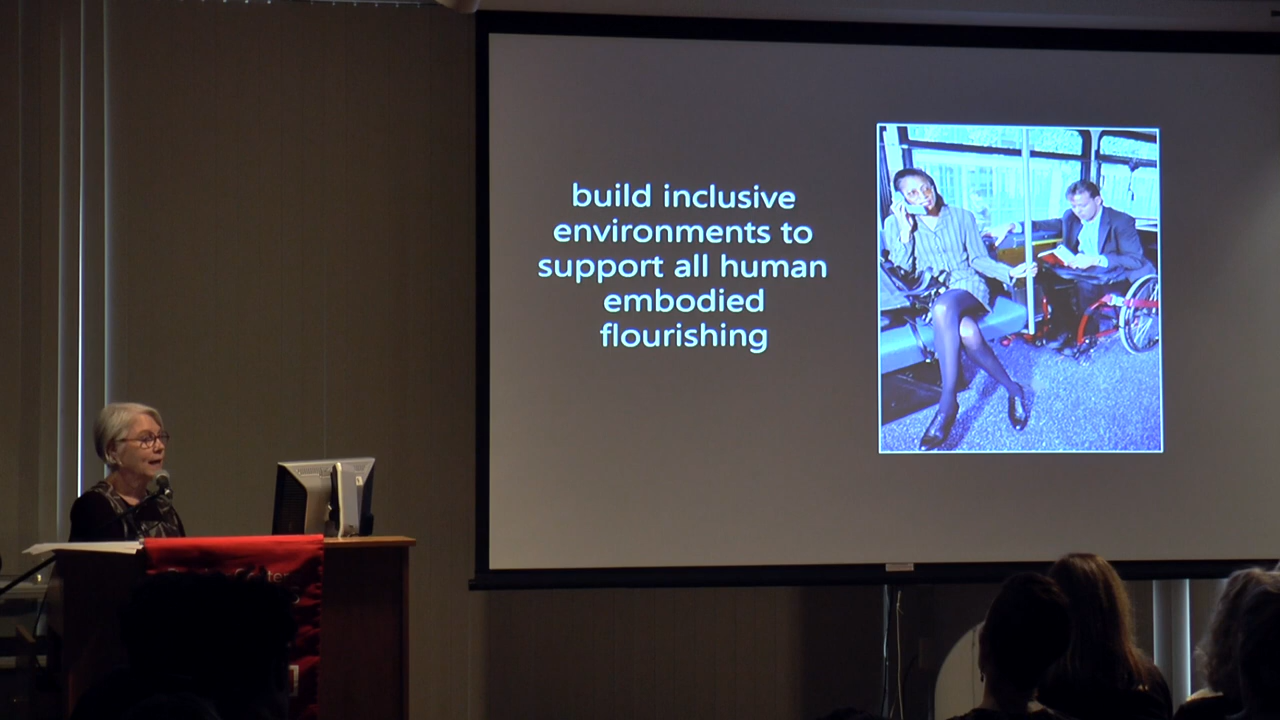 build inclusive
environments to
support all human
embodied
flourishing